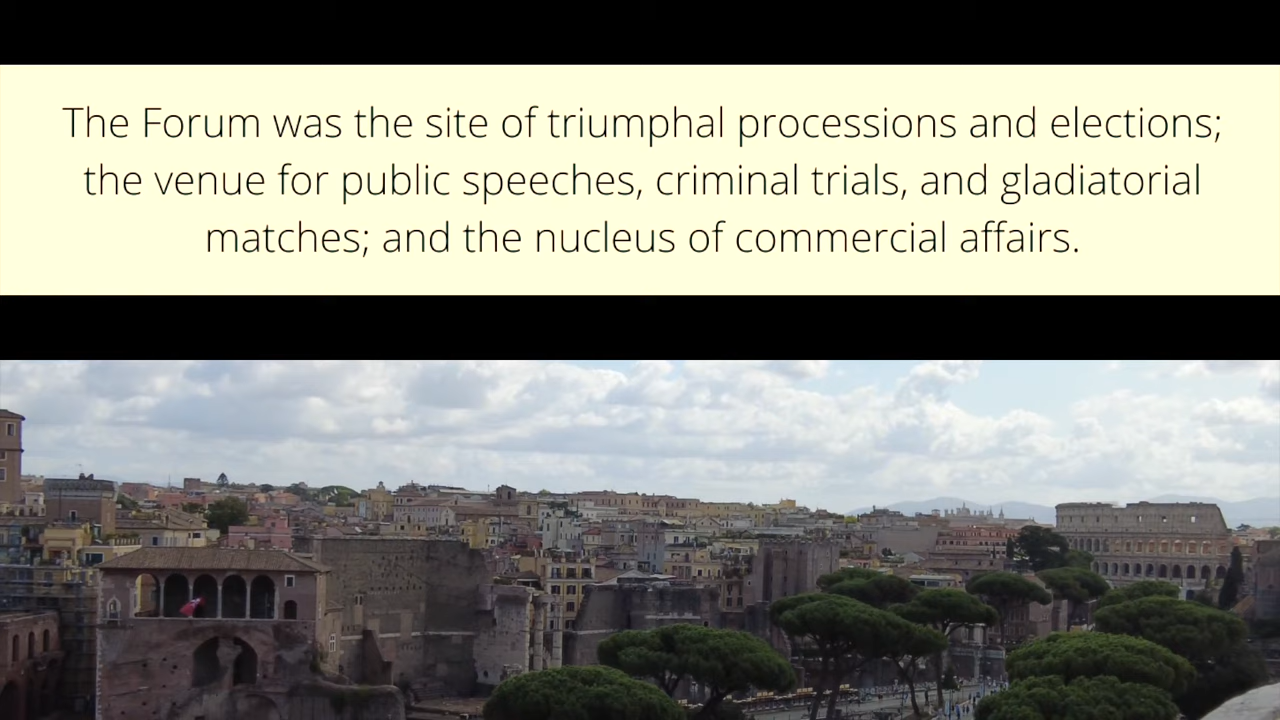 The Forum was the site of triumphal processions and elections;
the venue for public speeches, criminal trials, and gladiatorial
matches; and the nucleus of commercial affairs.